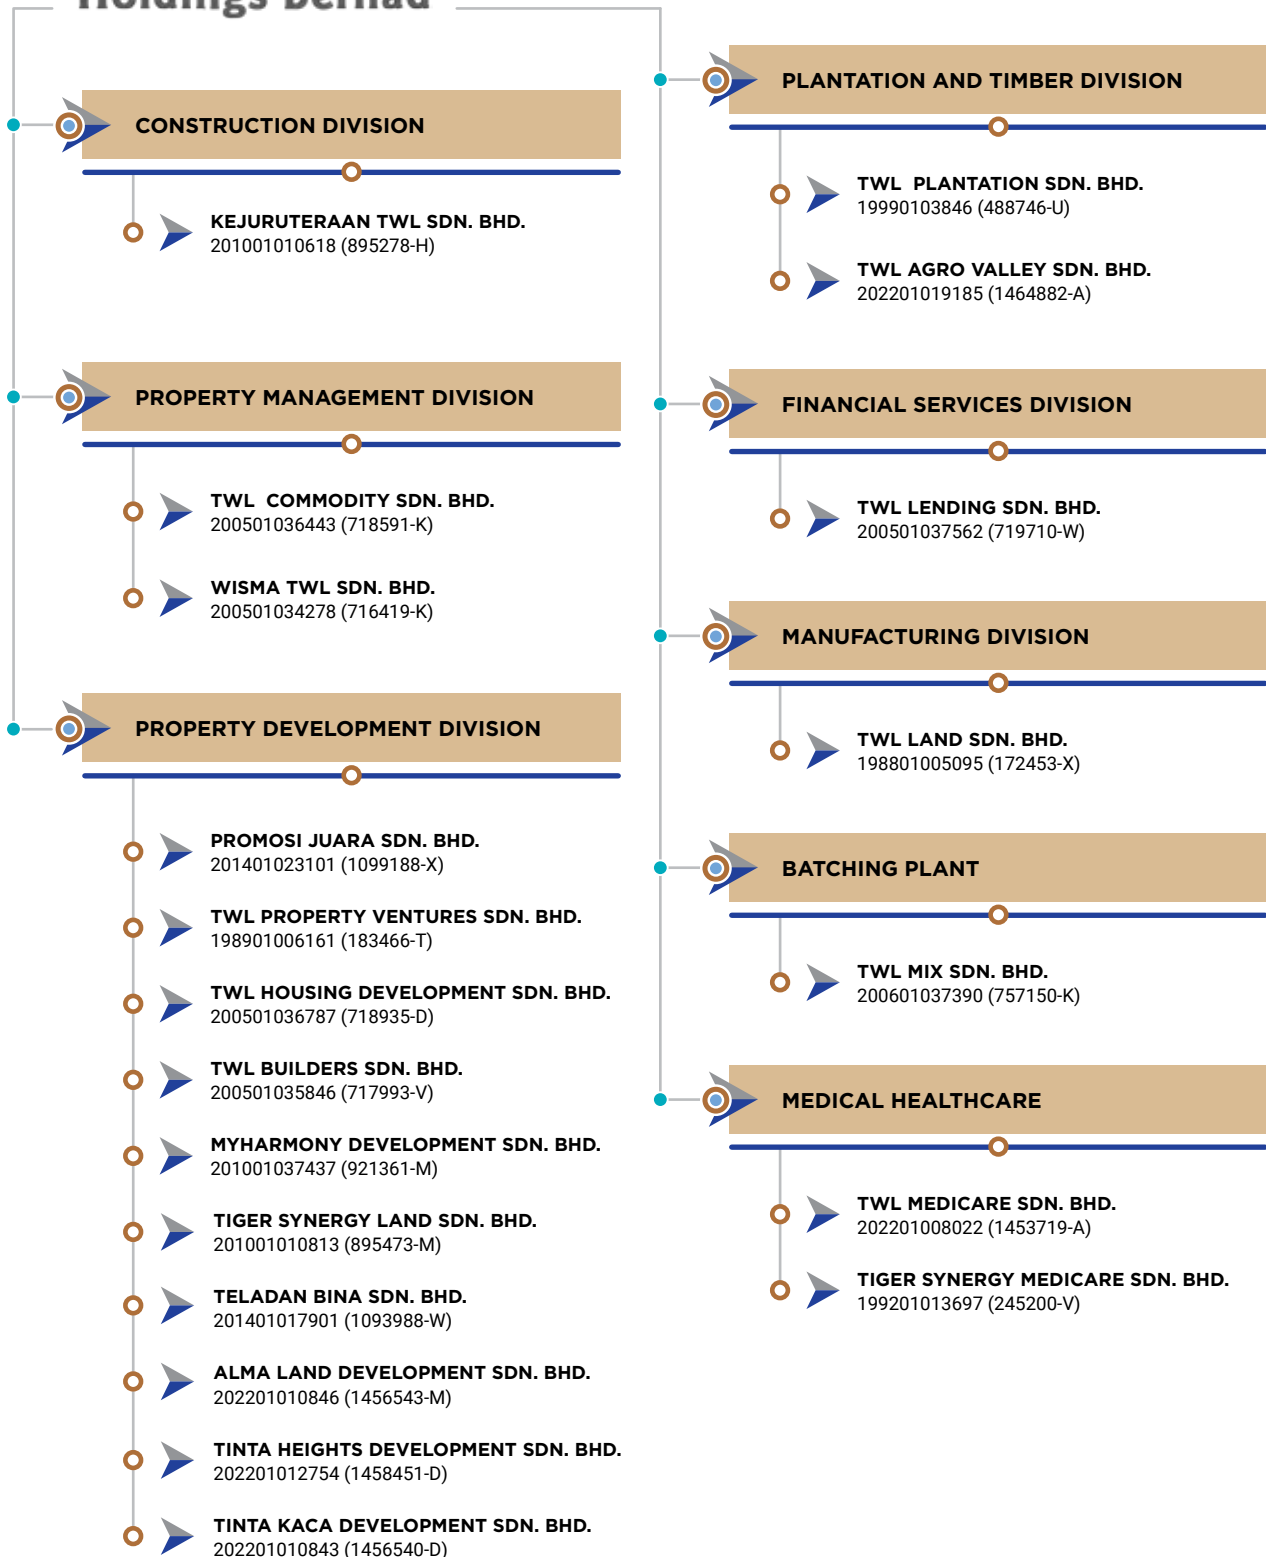 Holdings Berhad
CONSTRUCTION DIVISION
KEJURUTERAAN TWL SDN. BHD.
201001010618 (895278-H)
PROPERTY MANAGEMENT DIVISION
TWL COMMODITY SDN. BHD.
200501036443 (718591-K)
WISMA TWL SDN. BHD.
200501034278 (716419-K)
PROPERTY DEVELOPMENT DIVISION
PROMOSI JUARA SDN. BHD.
201401023101 (1099188-X)
TWL PROPERTY VENTURES SDN. BHD.
198901006161 (183466-T)
TWL HOUSING DEVELOPMENT SDN. BHD.
200501036787 (718935-D)
TWL BUILDERS SDN. BHD.
200501035846 (717993-V)
MYHARMONY DEVELOPMENT SDN. BHD.
201001037437 (921361-M)
TIGER SYNERGY LAND SDN. BHD.
201001010813 (895473-M)
TELADAN BINA SDN. BHD.
201401017901 (1093988-W)
ALMA LAND DEVELOPMENT SDN. BHD.
202201010846 (1456543-M)
TINTA HEIGHTS DEVELOPMENT SDN. BHD.
202201012754 (1458451-D)
TINTA KACA DEVELOPMENT SDN. BHD.
202201010843 (1456540-D)
PLANTATION AND TIMBER DIVISION
TWL PLANTATION SDN. BHD.
19990103846 (488746-U)
TWL AGRO VALLEY SDN. BHD.
202201019185 (1464882-A)
FINANCIAL SERVICES DIVISION
TWL LENDING SDN. BHD.
200501037562 (719710-W)
MANUFACTURING DIVISION
TWL LAND SDN. BHD.
198801005095 (172453-X)
BATCHING PLANT
TWL MIX SDN. BHD.
200601037390 (757150-K)
MEDICAL HEALTHCARE
TWL MEDICARE SDN. BHD.
202201008022 (1453719-A)
TIGER SYNERGY MEDICARE SDN. BHD.
199201013697 (245200-V)